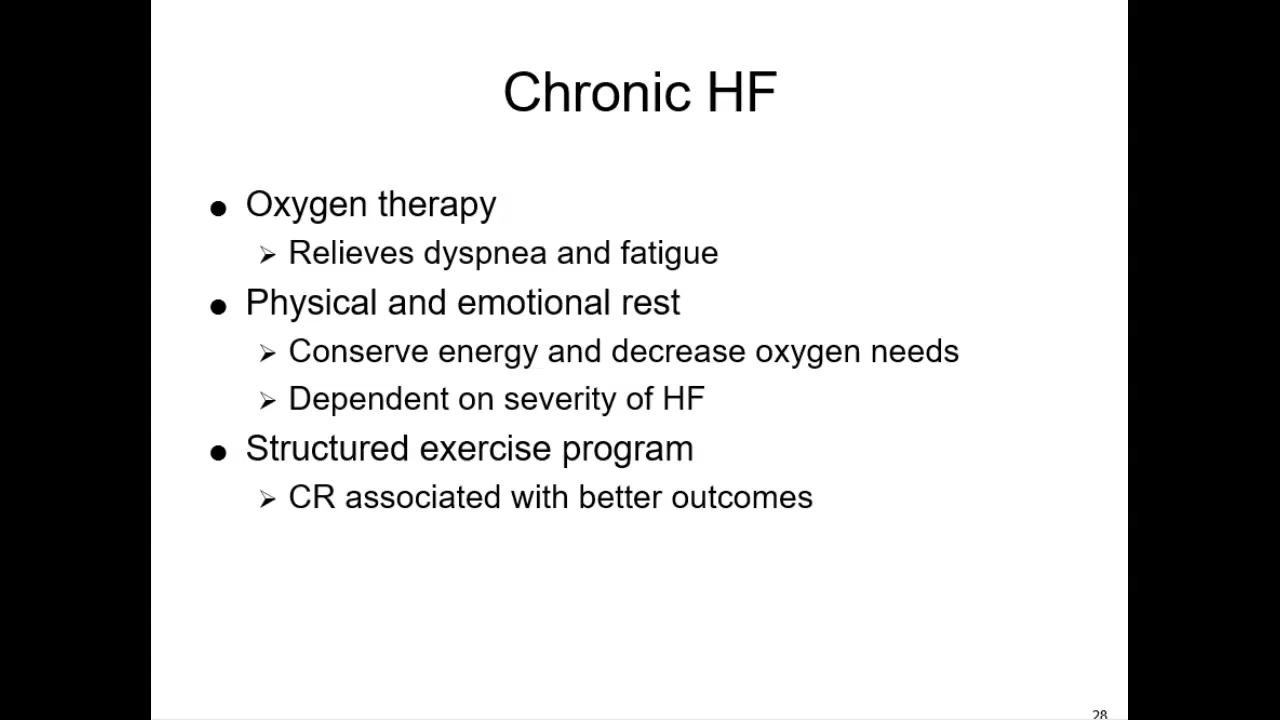 Chronic HF
● Oxygen therapy
➢ Relieves dyspnea and fatigue
● Physical and emotional rest
➢ Conserve energy and decrease oxygen needs
➢ Dependent on severity of HF
● Structured exercise program
➢ CR associated with better outcomes
28